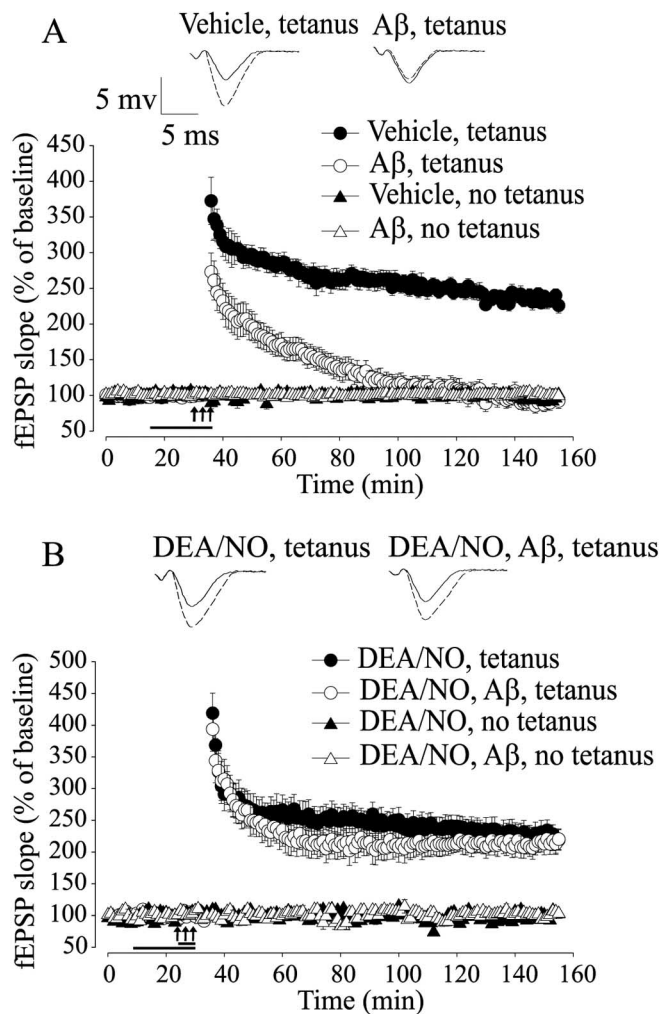 A
Vehicle, tetanus Aβ, tetanus
5 mv
5 ms
Vehicle, tetanus
Aβ, tetanus
Vehicle, no tetanus
Aβ, no tetanus
fEPSP slope (% of baseline)
450
400
350
300
250
200
150
100
50
0 20 40 60 80 100 120 140 160
Time (min)
B
DEA/NO, tetanus DEA/NO, Aβ, tetanus
DEA/NO, tetanus
DEA/NO, Aβ, tetanus
DEA/NO, no tetanus
DEA/NO, Aβ, no tetanus
fEPSP slope (% of baseline)
500
450
400
350
300
250
200
150
100
50
0 20 40 60 80 100 120 140 160
Time (min)